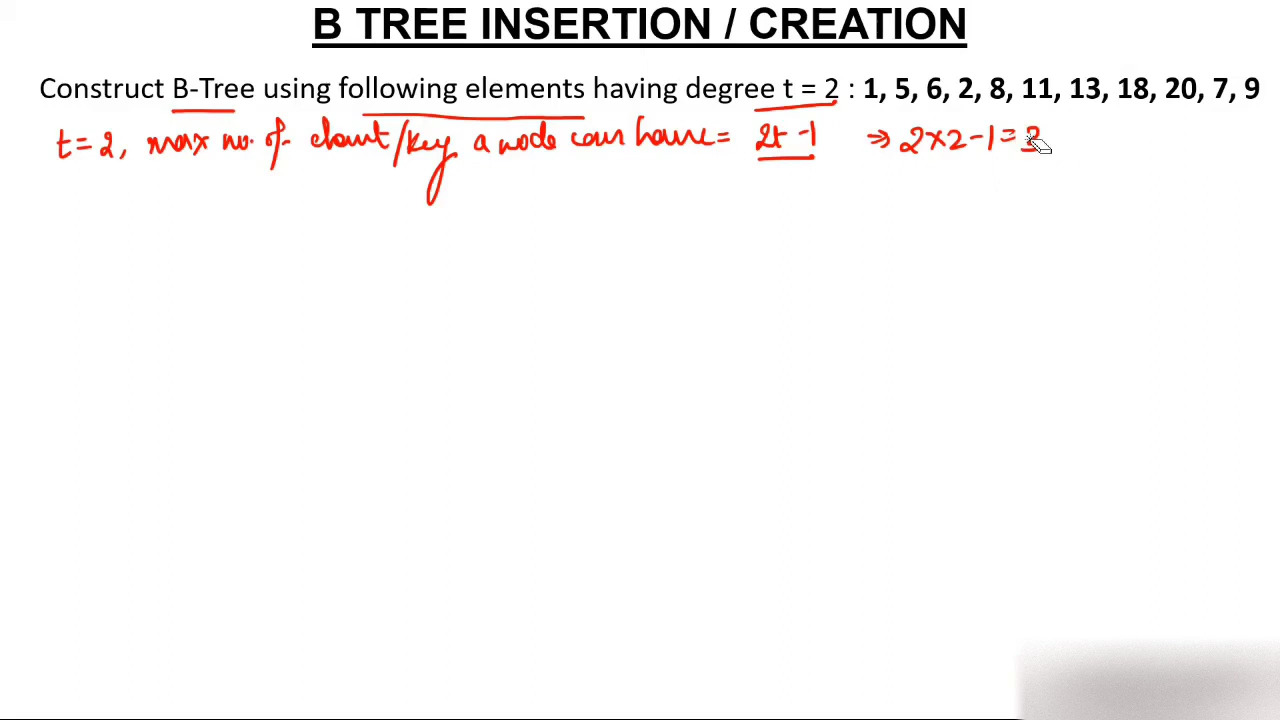 B TREE INSERTION / CREATION
Construct B-Tree using following elements having degree t = 2 : 1, 5, 6, 2, 8, 11, 13, 18, 20, 7, 9
t=2, max no. of elemt/key a node can have = 2t-1 ⇒ 2×2-1=3